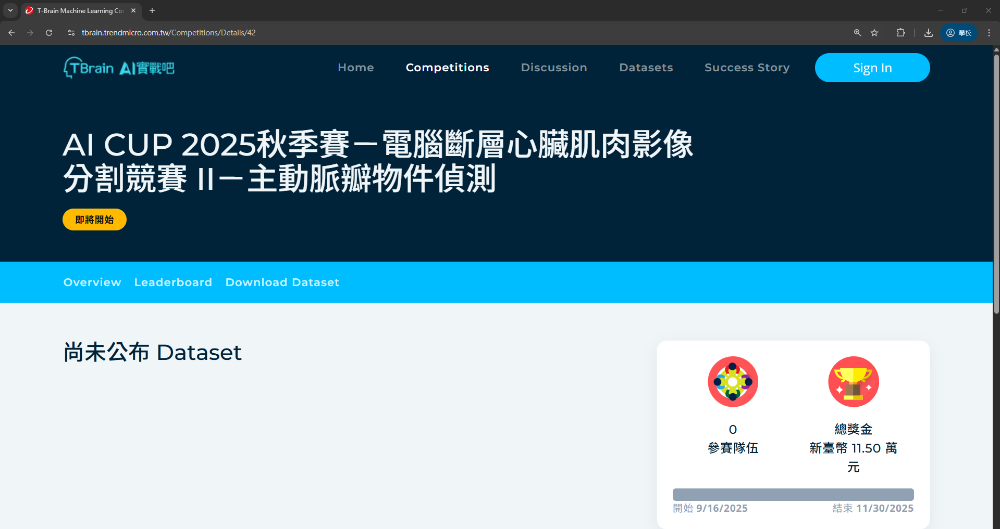 T-Brain Machine Learning Co
tbrain.trendmicro.com.tw/Competitions/Details/42
學校
TBrain AI實戰吧
Home
Competitions
Discussion
Datasets
Success Story
Sign In
AI CUP 2025秋季賽－電腦斷層心臟肌肉影像
分割競賽 II－主動脈瓣物件偵測
即將開始
Overview
Leaderboard
Download Dataset
尚未公布 Dataset
0
參賽隊伍
總獎金
新臺幣 11.50 萬
元
開始 9/16/2025
結束 11/30/2025